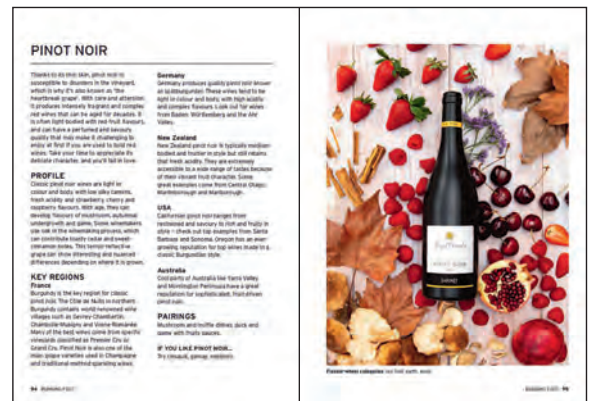 PINOT NOIR
Thanks to its thin skin, pinot noir is
susceptible to disorders in the vineyard,
which is why it's also known as 'the
heartbreak grape'. With care and attention
it produces intensely fragrant and complex
red wines that can be aged for decades. It
is often light bodied with red fruit flavours,
and can have a perfumed and savoury
quality that may make it challenging to
enjoy at first if you are used to bold red
wines. Take your time to appreciate its
delicate character, and you'll fall in love.
PROFILE
Classic pinot noir wines are light in
colour and body with low silky tannins,
fresh acidity and strawberry, cherry and
raspberry flavours. With age, they can
develop flavours of mushroom, autumnal
undergrowth and game. Some winemakers
use oak in the winemaking process, which
can contribute toasty cedar and sweet-
cinnamon notes. This terroir-reflective
grape can show interesting and nuanced
differences depending on where it is grown.
KEY REGIONS
France
Burgundy is the key region for classic
pinot noir. The Côte de Nuits in northern
Burgundy contains world renowned wine
villages such as Gevrey-Chambertin,
Chambolle-Musigny and Vosne-Romanée.
Many of the best wines come from specific
vineyards classified as Premier Cru or
Grand Cru. Pinot Noir is also one of the
main grape varieties used in Champagne
and traditional method sparkling wines.
Germany
Germany produces quality pinot noir known
as spätburgunder. These wines tend to be
light in colour and body, with high acidity
and complex flavours. Look out for wines
from Baden, Württemberg and the Ahr
Valley.
New Zealand
New Zealand pinot noir is typically medium-
bodied and fruitier in style but still retains
that fresh acidity. They are extremely
accessible to a wide range of tastes because
of their vibrant fruit character. Some
great examples come from Central Otago,
Martinborough and Marlborough.
USA
Californian pinot noir ranges from
restrained and savoury to rich and fruity in
style – check out top examples from Santa
Barbara and Sonoma. Oregon has an ever-
growing reputation for top wines made in a
classic Burgundian style.
Australia
Cool parts of Australia like Yarra Valley
and Mornington Peninsula have a great
reputation for sophisticated, fruit-driven
pinot noir.
PAIRINGS
Mushroom and truffle dishes, duck and
game with fruity sauces.
IF YOU LIKE PINOT NOIR...
Try cinsault, gamay, nerello.
94
PINOT NOIR
Flavour wheel categories: red fruit, earth, wood
95